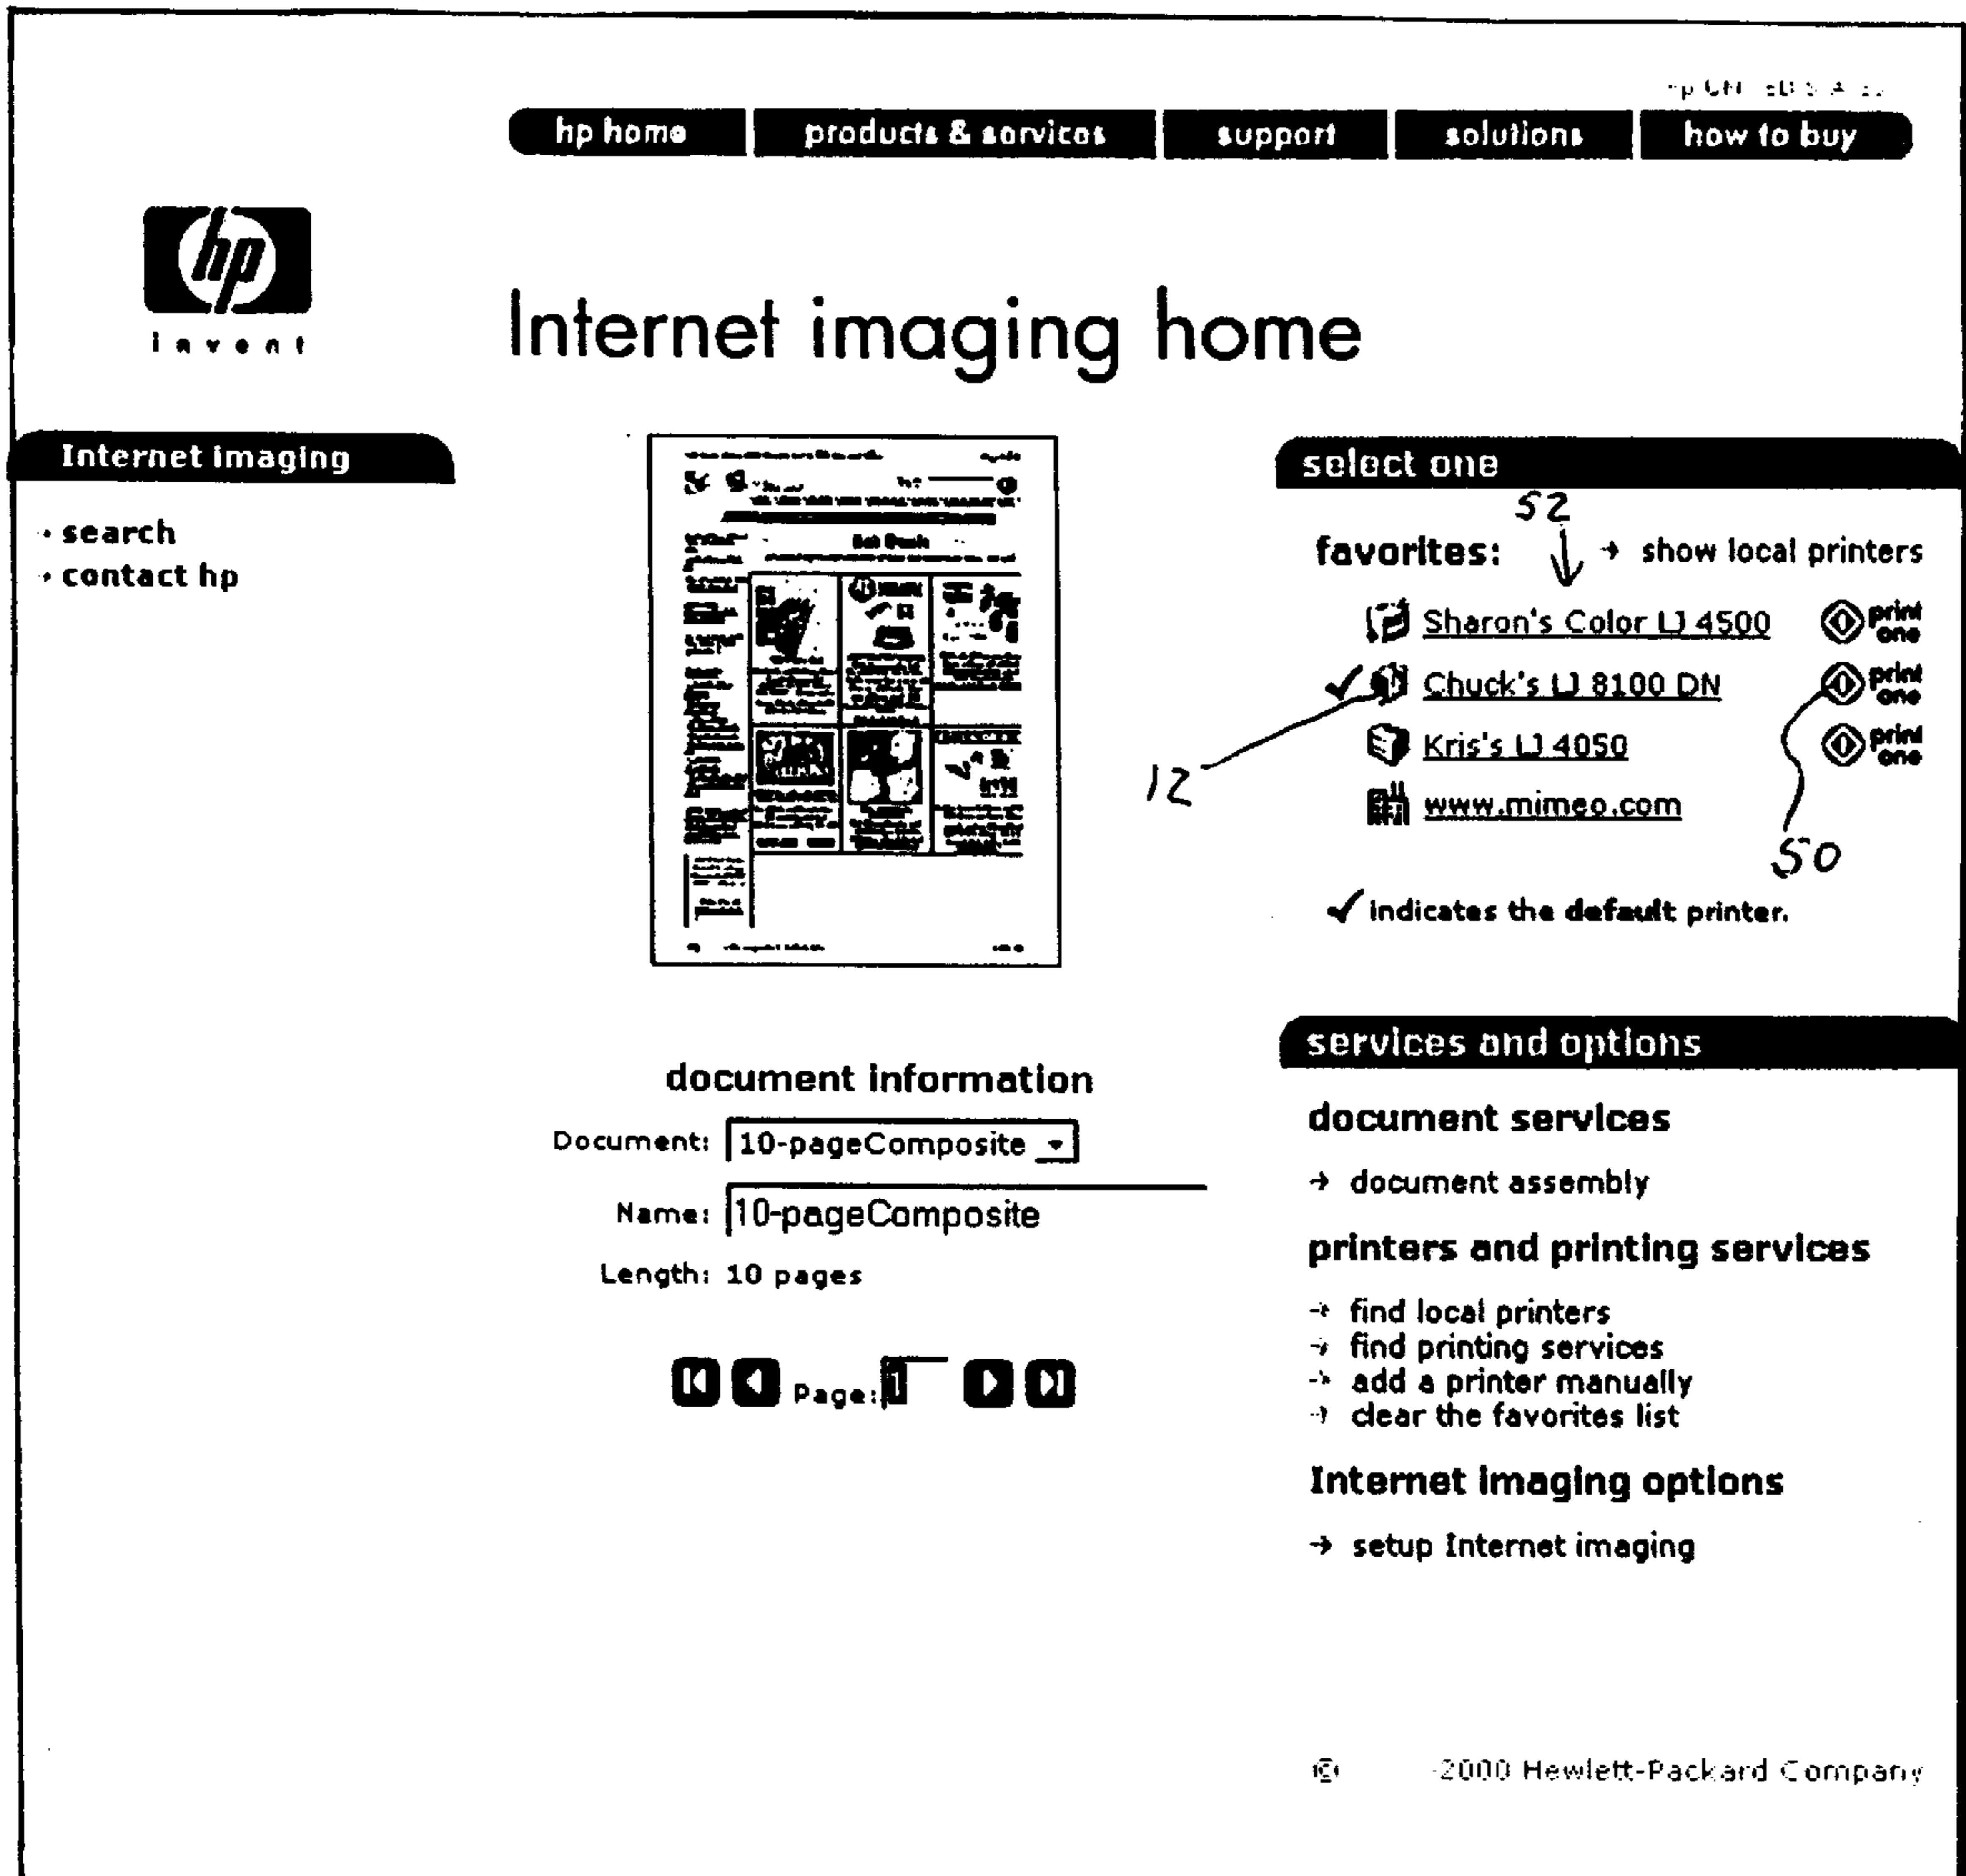 hp home products & services support solutions how to buy
hp
invent
Internet imaging home
Internet imaging
search
contact hp
select one
52
favorites: → show local printers
Sharon's Color LJ 4500 print one
✓ Chuck's LJ 8100 DN print one
Kris's LJ 4050 print one
www.mimeo.com
12
50
✓ indicates the default printer.
document information
Document: 10-pageComposite
Name: 10-pageComposite
Length: 10 pages
Page: 1
services and options
document services
→ document assembly
printers and printing services
→ find local printers
→ find printing services
→ add a printer manually
→ clear the favorites list
Internet imaging options
→ setup Internet imaging
© -2000 Hewlett-Packard Company